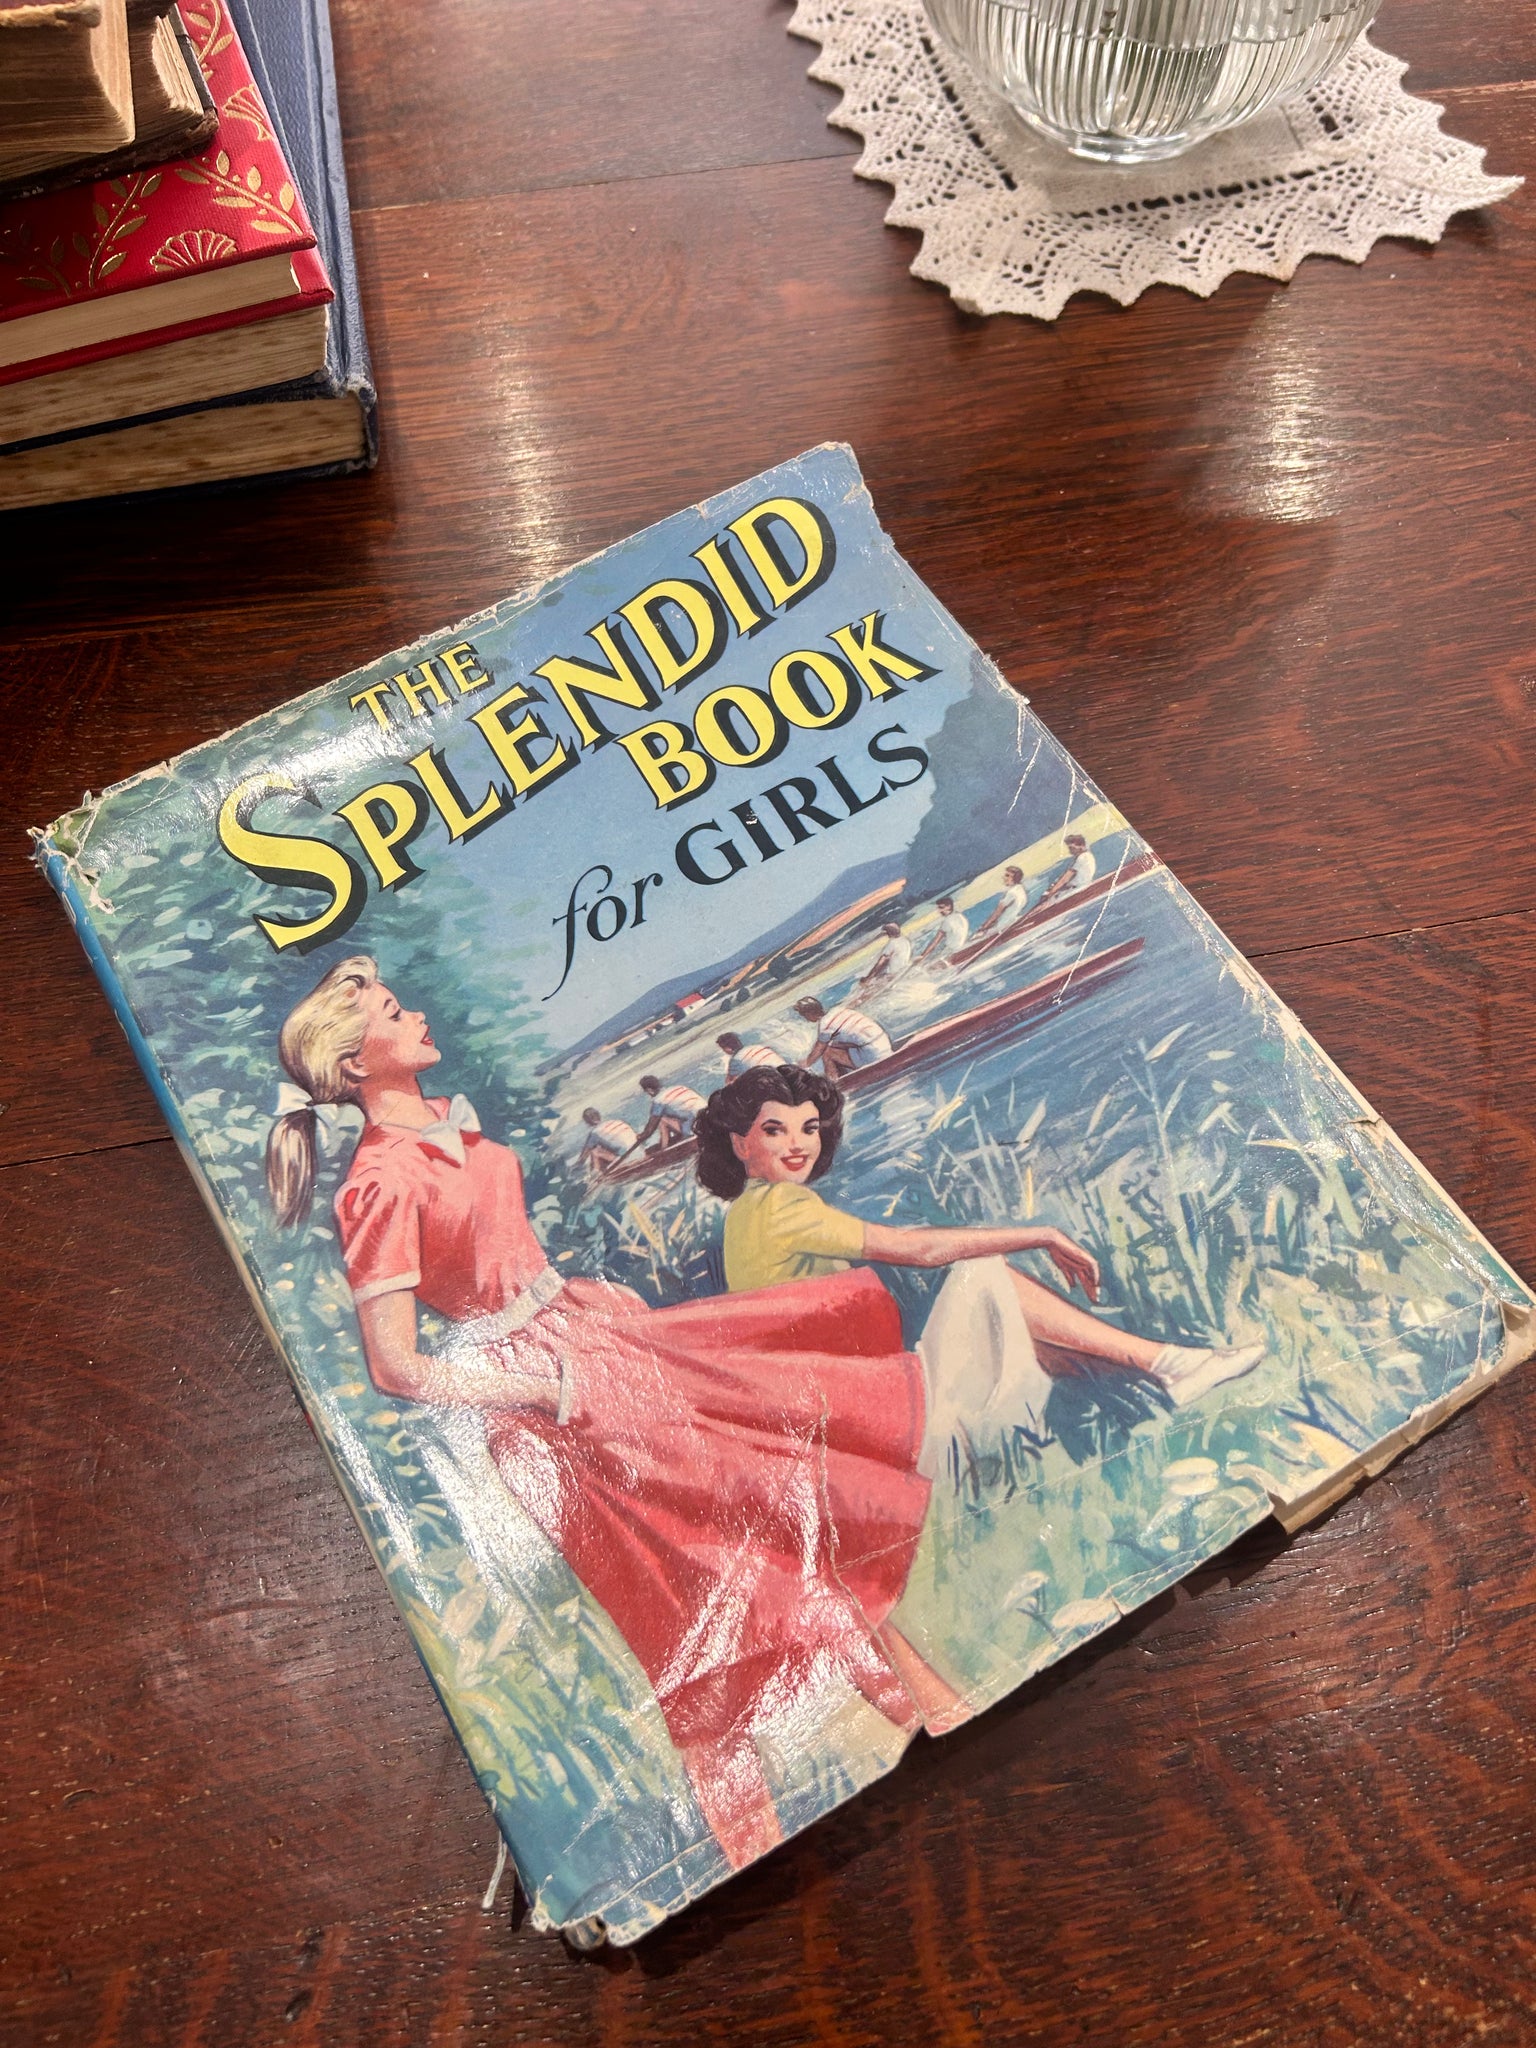 THE
SPLENDID
BOOK
for GIRLS